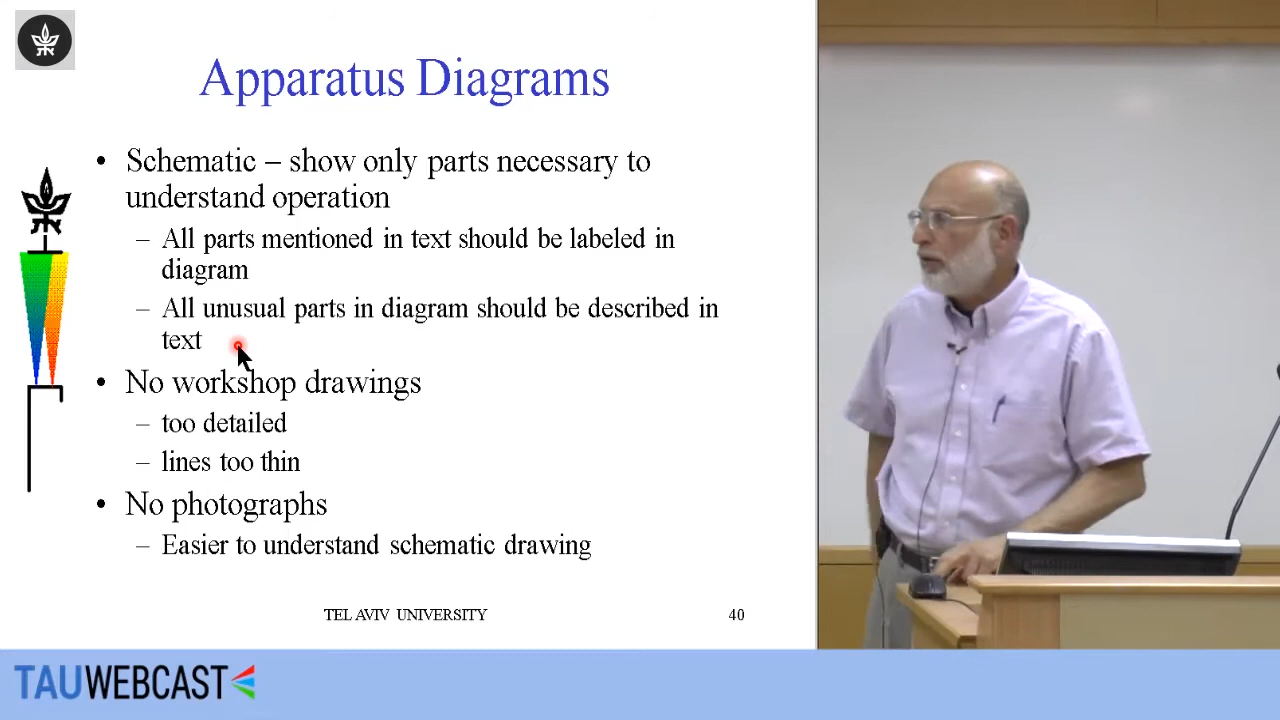 Apparatus Diagrams
• Schematic – show only parts necessary to
understand operation
– All parts mentioned in text should be labeled in
diagram
– All unusual parts in diagram should be described in
text
• No workshop drawings
– too detailed
– lines too thin
• No photographs
– Easier to understand schematic drawing
TEL AVIV UNIVERSITY 40
TAUWEBCAST